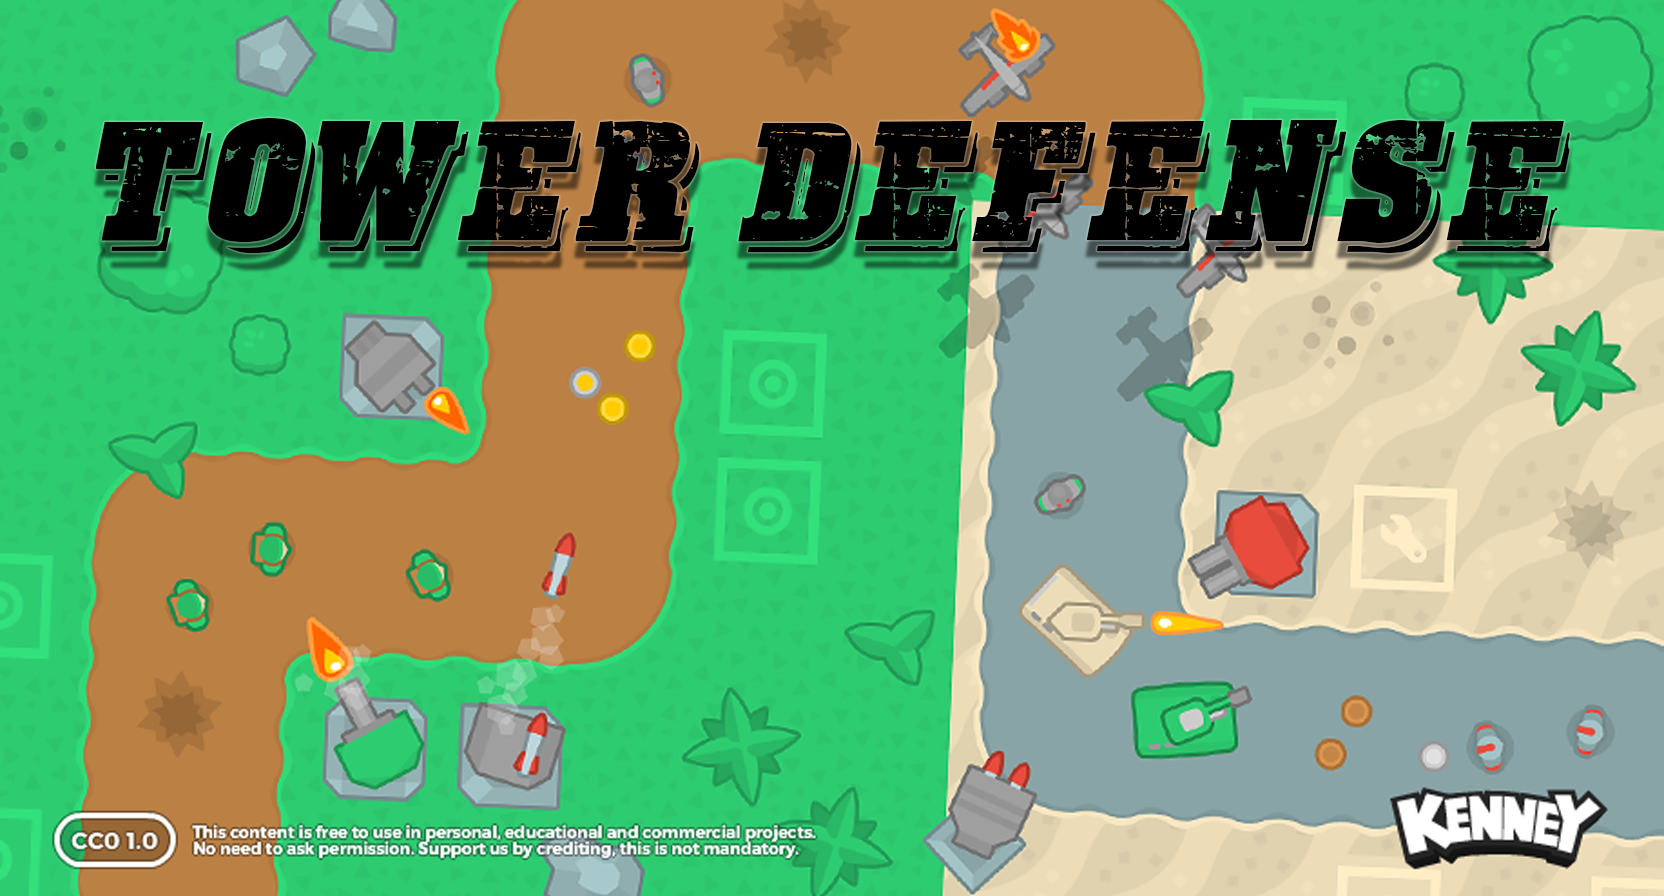 TOWER DEFENSE
CC0 1.0
This content is free to use in personal, educational and commercial projects.
No need to ask permission. Support us by crediting, this is not mandatory.
KENNEY